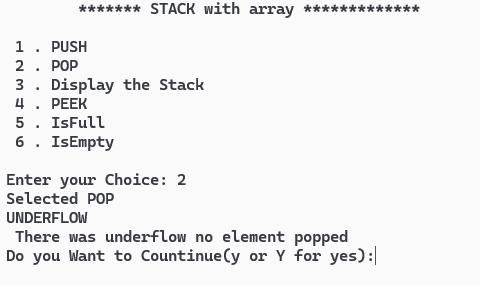 ******* STACK with array *************
1 . PUSH
2 . POP
3 . Display the Stack
4 . PEEK
5 . IsFull
6 . IsEmpty
Enter your Choice: 2
Selected POP
UNDERFLOW
There was underflow no element popped
Do you Want to Countinue(y or Y for yes):